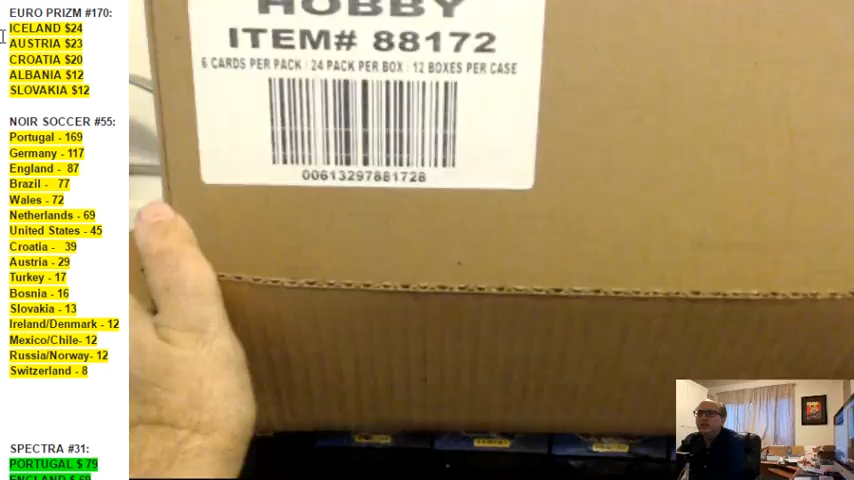 EURO PRIZM #170:
ICELAND $24
AUSTRIA $23
CROATIA $20
ALBANIA $12
SLOVAKIA $12
NOIR SOCCER #55:
Portugal - 169
Germany - 117
England - 87
Brazil - 77
Wales - 72
Netherlands - 69
United States - 45
Croatia - 39
Austria - 29
Turkey - 17
Bosnia - 16
Slovakia - 13
Ireland/Denmark - 12
Mexico/Chile- 12
Russia/Norway- 12
Switzerland - 8
SPECTRA #31:
PORTUGAL $ 79
ENGLAND $ 69
HOBBY
ITEM# 88172
6 CARDS PER PACK | 24 PACK PER BOX | 12 BOXES PER CASE
00613297881728